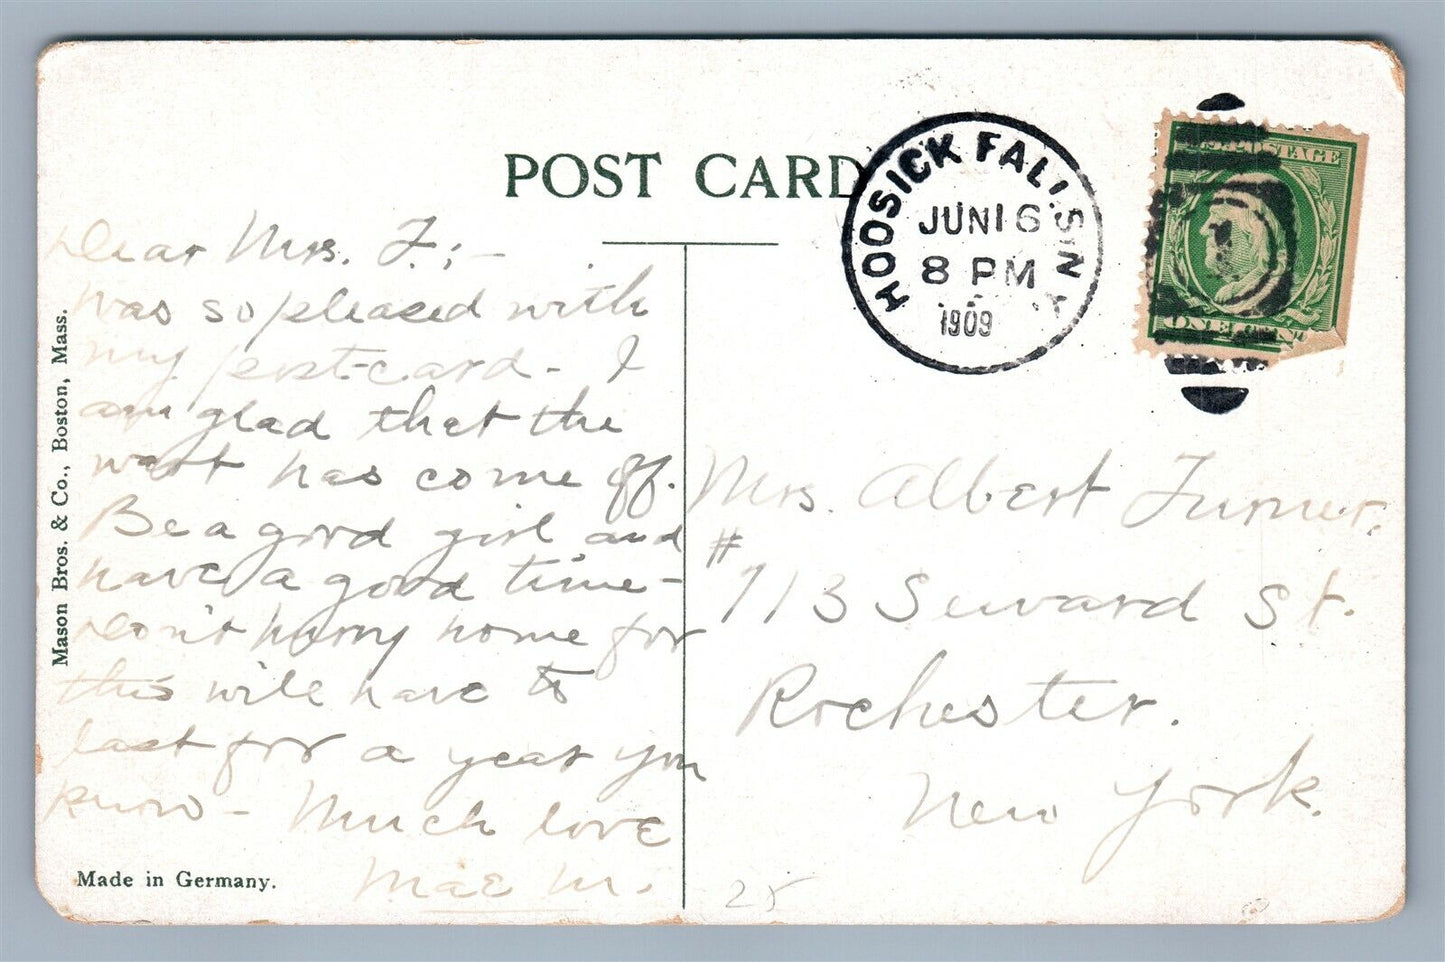 POST CARD
HOOSICK FALLS, N.Y.
JUN 16
8 PM
1909
U.S. POSTAGE
ONE CENT
Dear Mrs. F.;-
Was so pleased with
my post-card - I
am glad that the
wart has come off.
Be a good girl and
have a good time -
Don't hurry home for
this will have to
last for a year you
know - Much love
Mae M.
Mrs. Albert Turner,
# 713 Seward St.
Rochester.
New York.
Mason Bros. & Co., Boston, Mass.
Made in Germany.
25